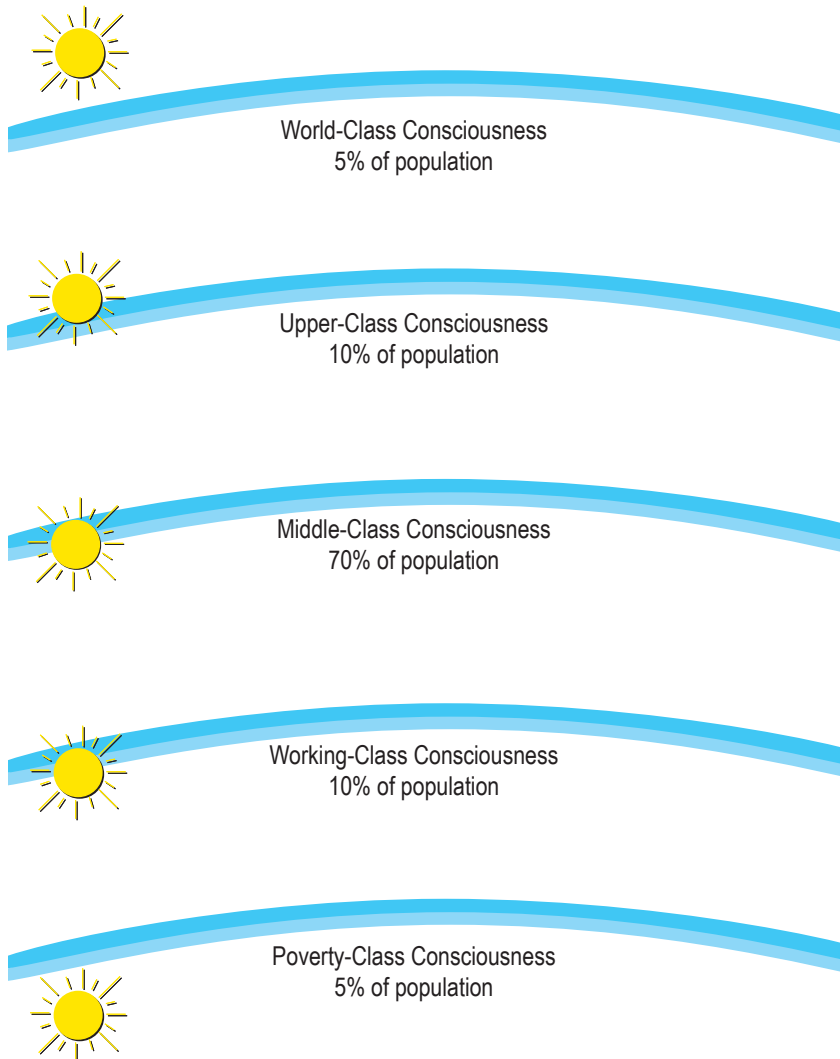 World-Class Consciousness
5% of population
Upper-Class Consciousness
10% of population
Middle-Class Consciousness
70% of population
Working-Class Consciousness
10% of population
Poverty-Class Consciousness
5% of population